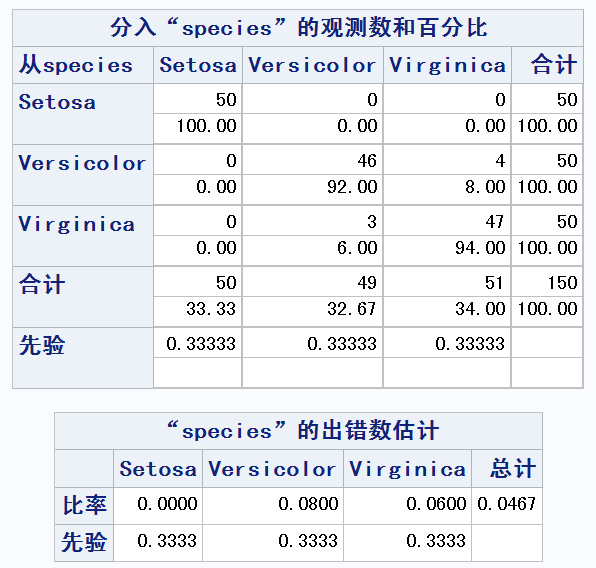 分入“species”的观测数和百分比
从species Setosa Versicolor Virginica 合计
Setosa 50 0 0 50
100.00 0.00 0.00 100.00
Versicolor 0 46 4 50
0.00 92.00 8.00 100.00
Virginica 0 3 47 50
0.00 6.00 94.00 100.00
合计 50 49 51 150
33.33 32.67 34.00 100.00
先验 0.33333 0.33333 0.33333
“species”的出错数估计
Setosa Versicolor Virginica 总计
比率 0.0000 0.0800 0.0600 0.0467
先验 0.3333 0.3333 0.3333